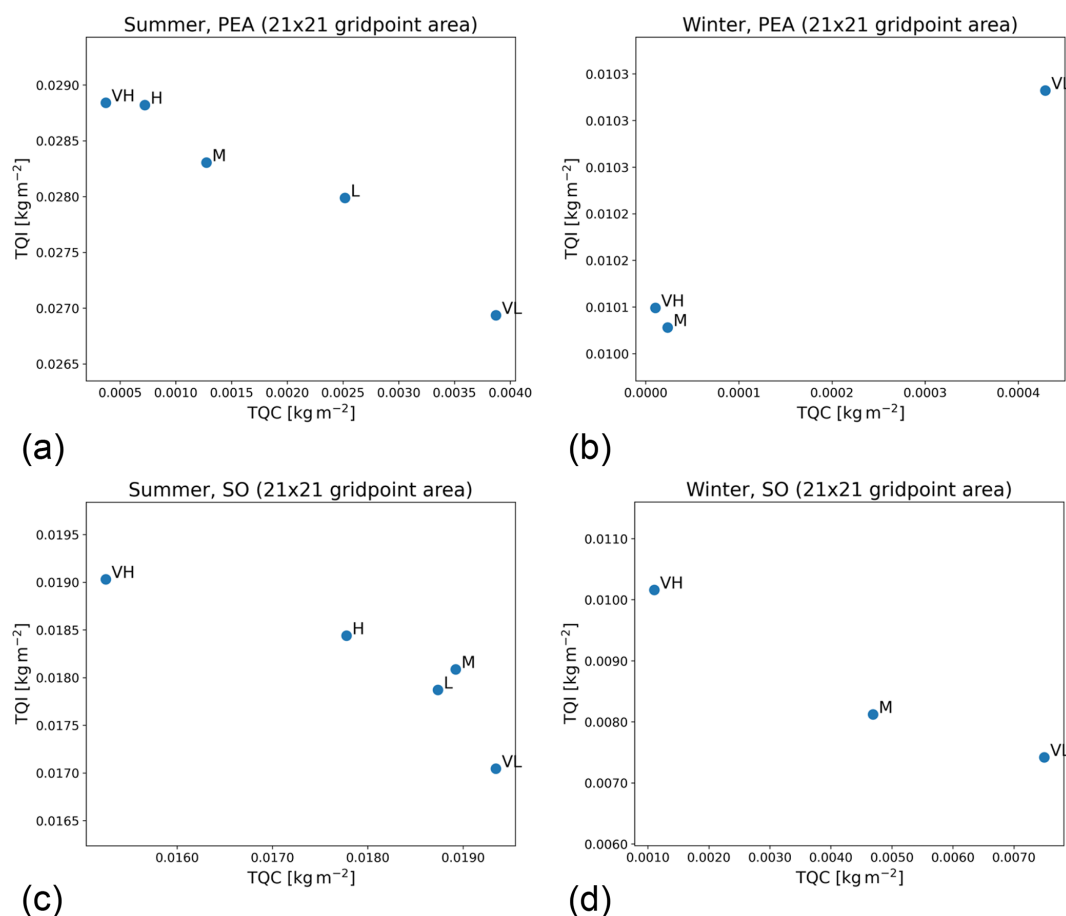 Summer, PEA (21x21 gridpoint area)
TQI [kg m−2]
0.0290
0.0285
0.0280
0.0275
0.0270
0.0265
VH
H
M
L
VL
0.0005 0.0010 0.0015 0.0020 0.0025 0.0030 0.0035 0.0040
TQC [kg m−2]
(a)
Winter, PEA (21x21 gridpoint area)
TQI [kg m−2]
0.0103
0.0103
0.0103
0.0102
0.0102
0.0101
0.0100
VL
VH
M
0.0000 0.0001 0.0002 0.0003 0.0004
TQC [kg m−2]
(b)
Summer, SO (21x21 gridpoint area)
TQI [kg m−2]
0.0195
0.0190
0.0185
0.0180
0.0175
0.0170
0.0165
VH
H
M
L
VL
0.0160 0.0170 0.0180 0.0190
TQC [kg m−2]
(c)
Winter, SO (21x21 gridpoint area)
TQI [kg m−2]
0.0110
0.0100
0.0090
0.0080
0.0070
0.0060
VH
M
VL
0.0010 0.0020 0.0030 0.0040 0.0050 0.0060 0.0070
TQC [kg m−2]
(d)